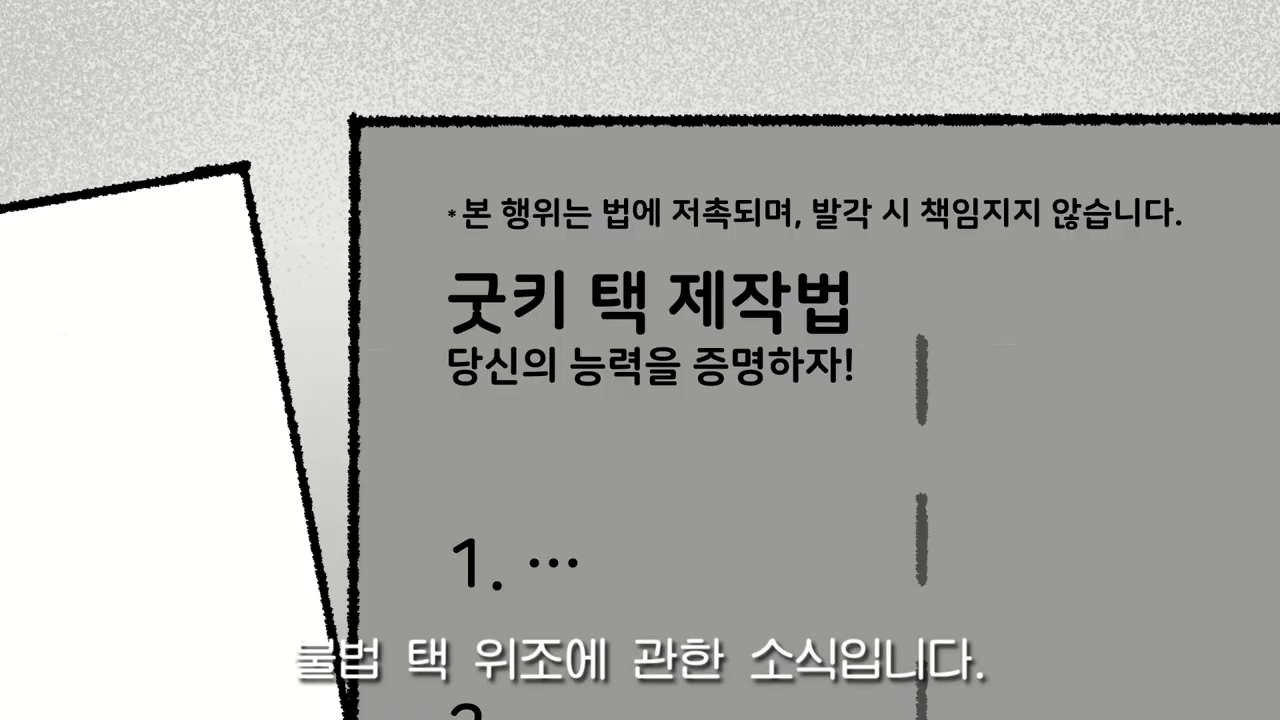 *본 행위는 법에 저촉되며, 발각 시 책임지지 않습니다.
굿키 택 제작법
당신의 능력을 증명하자!
1. ...
불법 택 위조에 관한 소식입니다.
2